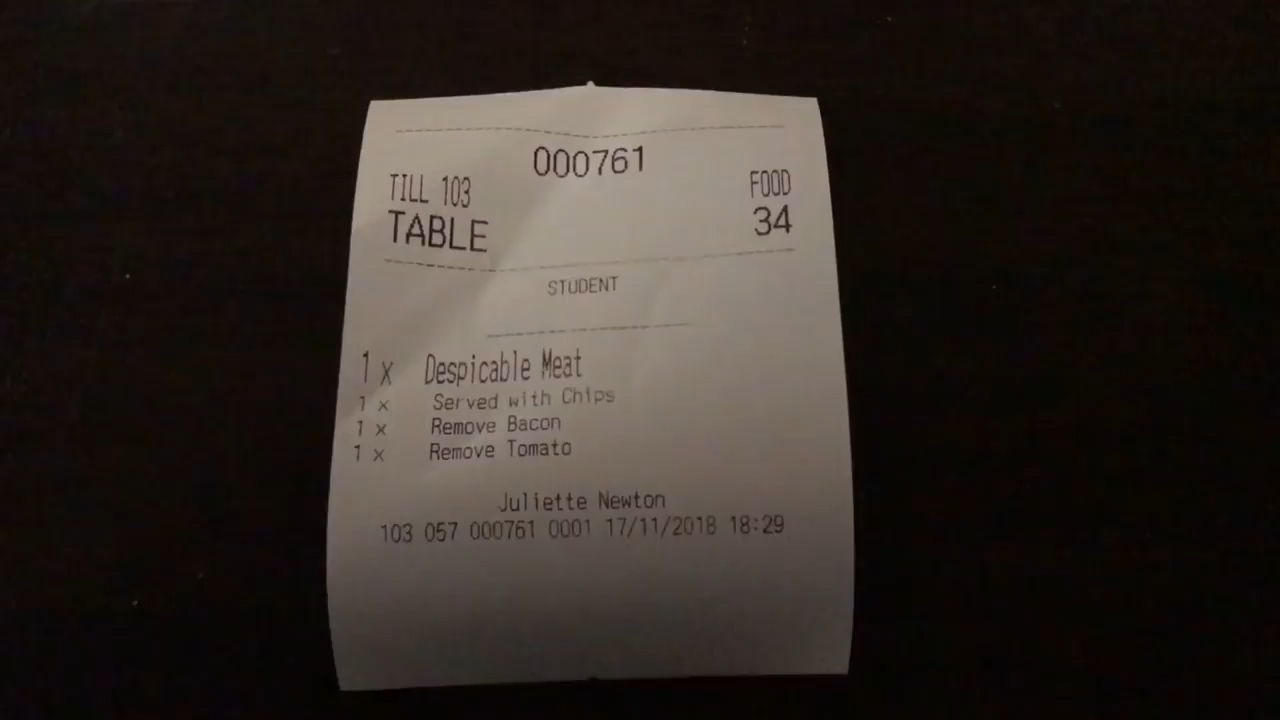 000761
TILL 103 FOOD
TABLE 34
STUDENT
1 x Despicable Meat
1 x Served with Chips
1 x Remove Bacon
1 x Remove Tomato
Juliette Newton
103 057 000761 0001 17/11/2018 18:29